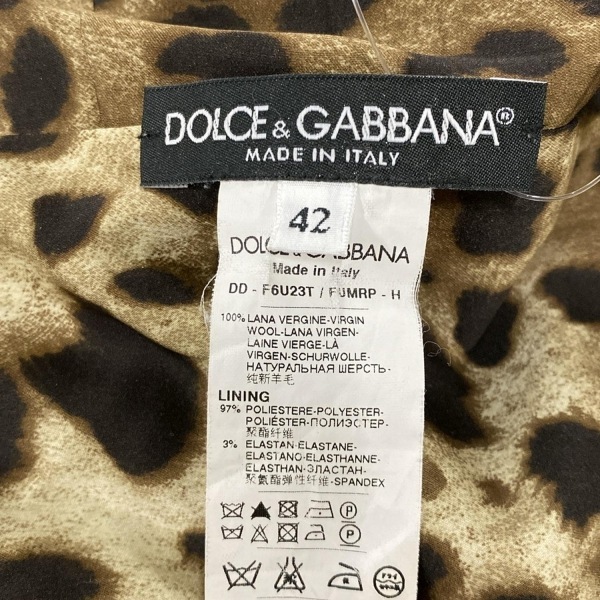 DOLCE & GABBANA®
MADE IN ITALY
42
DOLCE & GABBANA
Made in Italy
DD - F6U23T / FUMRP - H
100% LANA VERGINE-VIRGIN
WOOL-LANA VIRGEN-
LAINE VIERGE-LÀ
VIRGEN-SCHURWOLLE-
НАТУРАЛЬНАЯ ШЕРСТЬ-
纯新羊毛
LINING
97% POLIESTERE-POLYESTER-
POLIÉSTER-ПОЛИЭСТЕР-
聚酯纤维
3% ELASTAN-ELASTANE-
ELASTANO-ELASTHANNE-
ELASTHAN-ЭЛАСТАН-
聚氨酯弹性纤维-SPANDEX
P
P